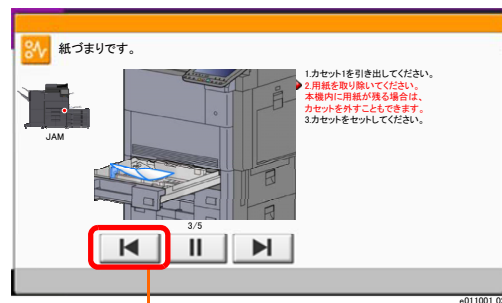 紙づまりです。
1.カセット1を引き出してください。
2.用紙を取り除いてください。
本機内に用紙が残る場合は、
カセットを外すこともできます。
3.カセットをセットしてください。
JAM
3/5